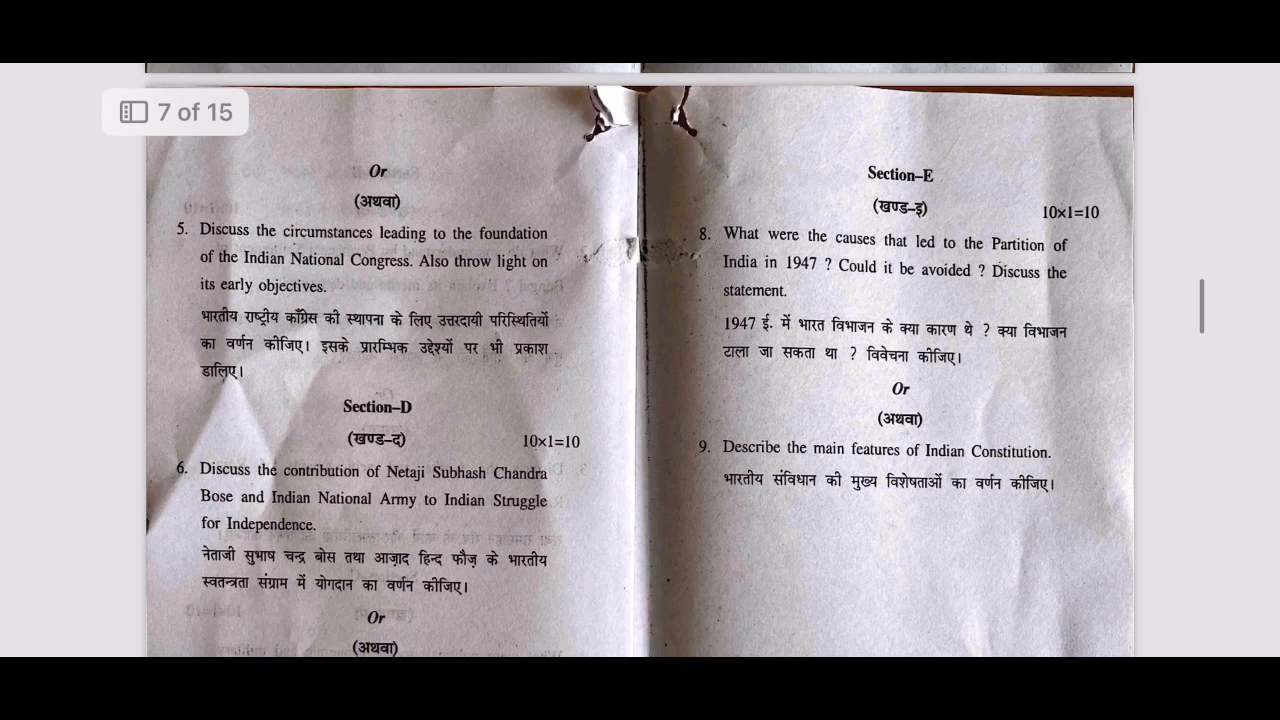 7 of 15
Or
(अथवा)
5. Discuss the circumstances leading to the foundation
of the Indian National Congress. Also throw light on
its early objectives.
भारतीय राष्ट्रीय काँग्रेस की स्थापना के लिए उत्तरदायी परिस्थितियों
का वर्णन कीजिए। इसके प्रारम्भिक उद्देश्यों पर भी प्रकाश
डालिए।
Section–D
(खण्ड–द) 10×1=10
6. Discuss the contribution of Netaji Subhash Chandra
Bose and Indian National Army to Indian Struggle
for Independence.
नेताजी सुभाष चन्द्र बोस तथा आज़ाद हिन्द फौज़ के भारतीय
स्वतन्त्रता संग्राम में योगदान का वर्णन कीजिए।
Or
(अथवा)
Section–E
(खण्ड–इ) 10×1=10
8. What were the causes that led to the Partition of
India in 1947 ? Could it be avoided ? Discuss the
statement.
1947 ई. में भारत विभाजन के क्या कारण थे ? क्या विभाजन
टाला जा सकता था ? विवेचना कीजिए।
Or
(अथवा)
9. Describe the main features of Indian Constitution.
भारतीय संविधान की मुख्य विशेषताओं का वर्णन कीजिए।